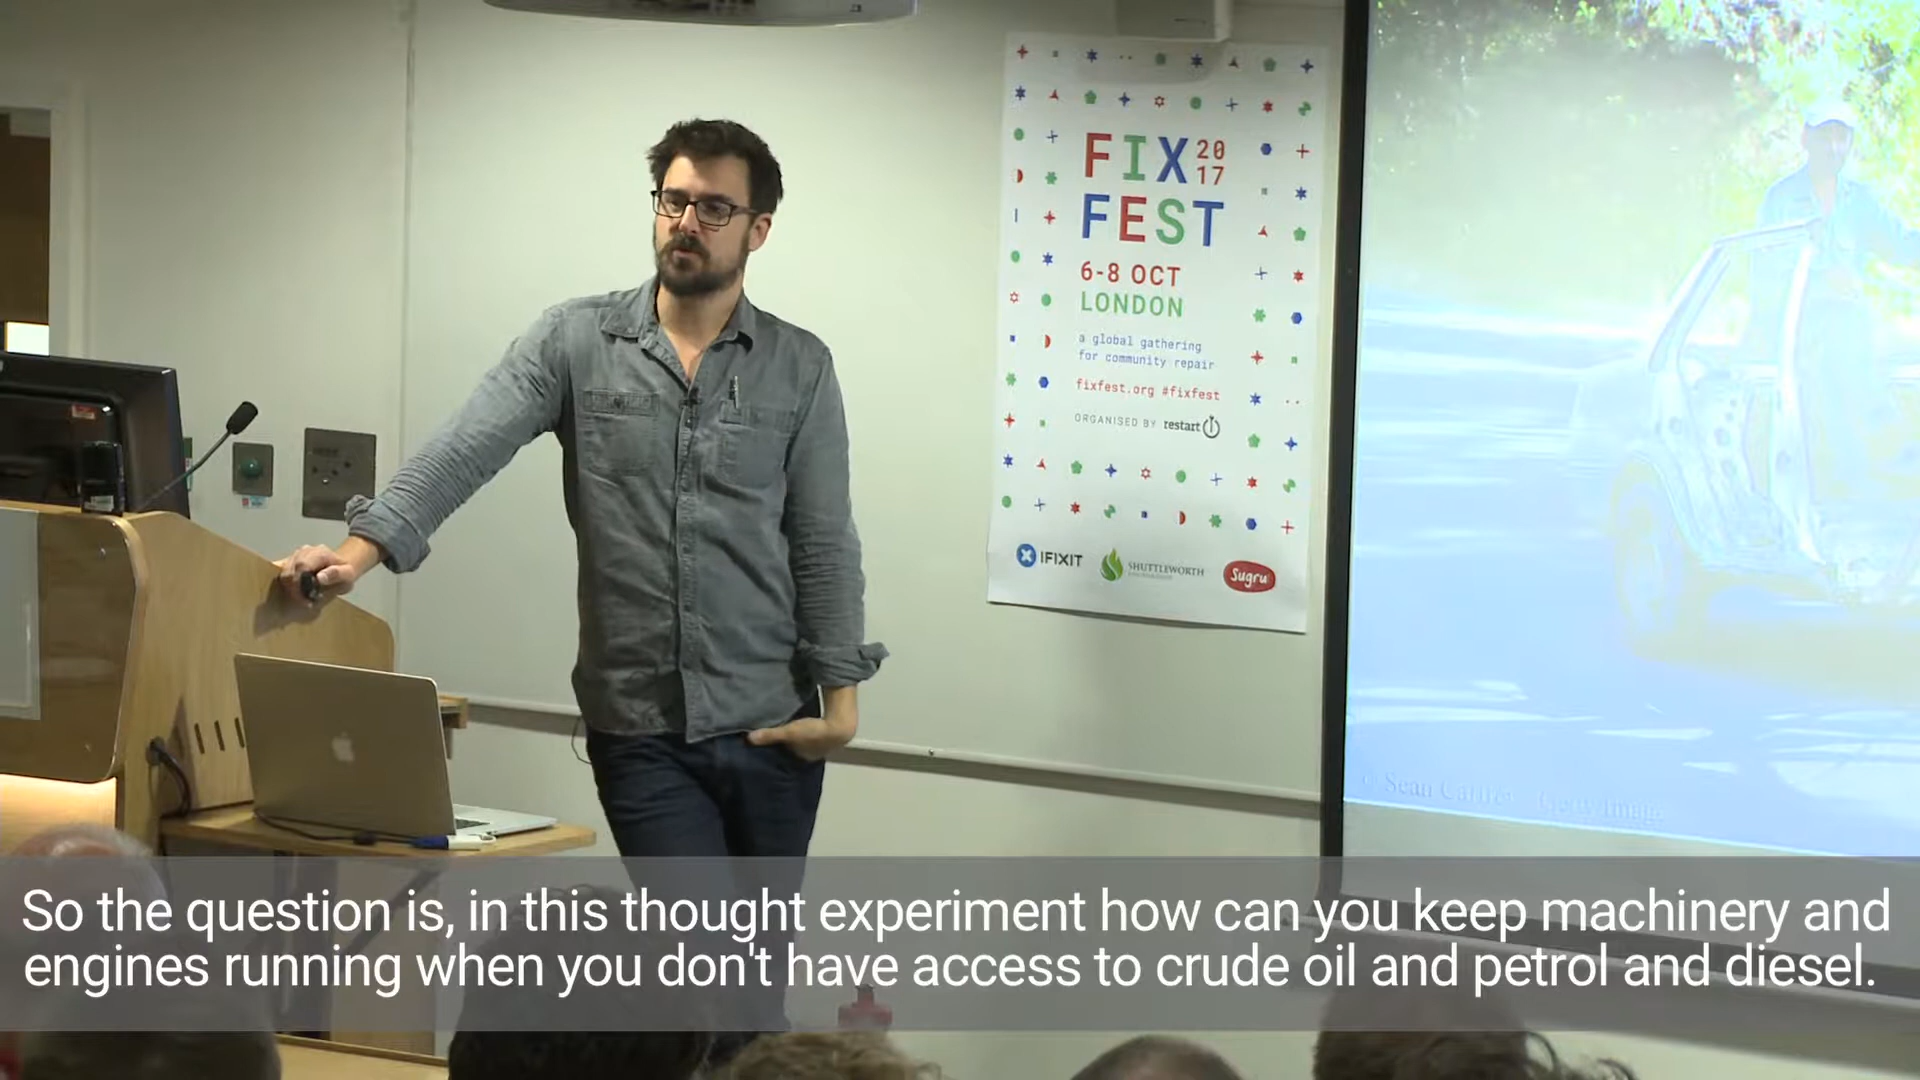 FIX 20
17
FEST
6-8 OCT
LONDON
a global gathering
for community repair
fixfest.org #fixfest
ORGANISED BY restart
IFIXIT
SHUTTLEWORTH
Sugru
So the question is, in this thought experiment how can you keep machinery and
engines running when you don't have access to crude oil and petrol and diesel.